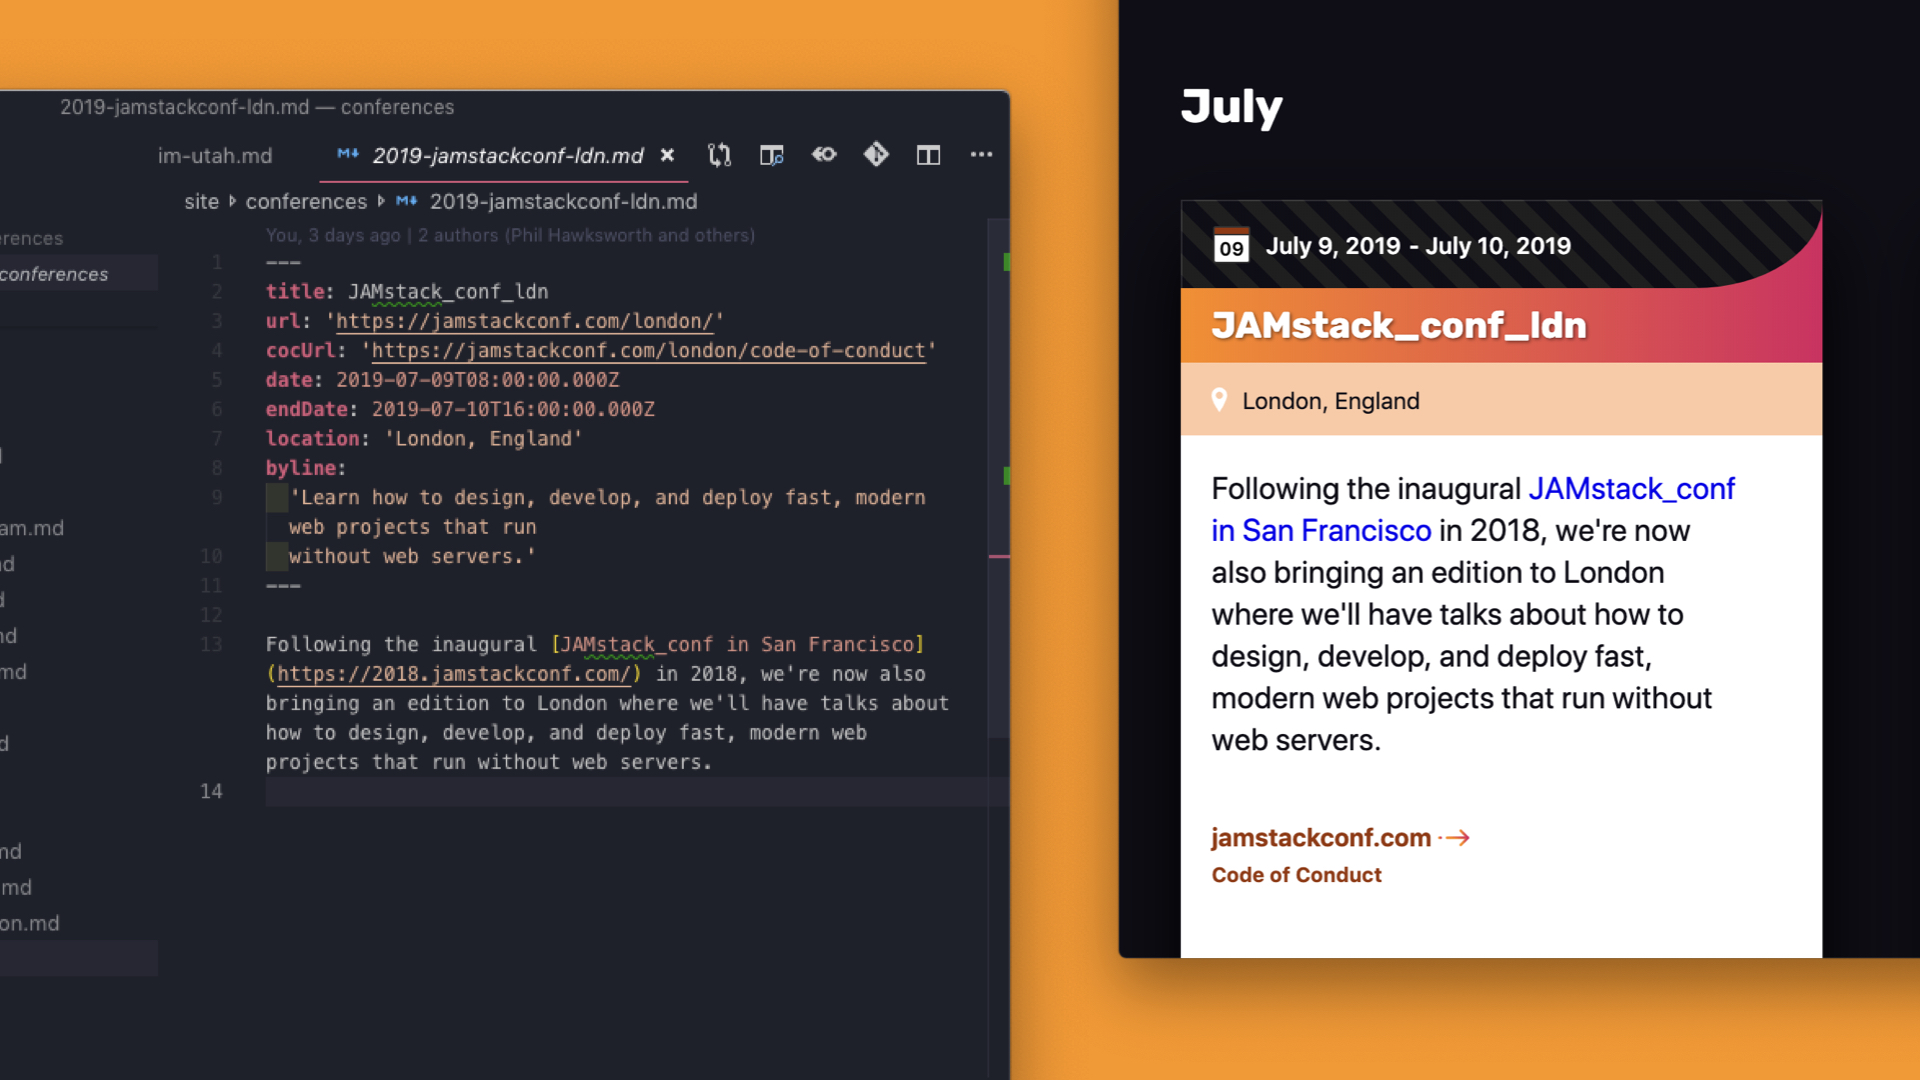 2019-jamstackconf-ldn.md — conferences
im-utah.md
M↓ 2019-jamstackconf-ldn.md ×
site conferences M↓ 2019-jamstackconf-ldn.md
erences
conferences
am.md
nd
d
nd
md
d
nd
md
on.md
You, 3 days ago | 2 authors (Phil Hawksworth and others)
1 ---
2 title: JAMstack_conf_ldn
3 url: 'https://jamstackconf.com/london/'
4 cocUrl: 'https://jamstackconf.com/london/code-of-conduct'
5 date: 2019-07-09T08:00:00.000Z
6 endDate: 2019-07-10T16:00:00.000Z
7 location: 'London, England'
8 byline:
9 'Learn how to design, develop, and deploy fast, modern
web projects that run
10 without web servers.'
11 ---
12
13 Following the inaugural [JAMstack_conf in San Francisco]
(https://2018.jamstackconf.com/) in 2018, we're now also
bringing an edition to London where we'll have talks about
how to design, develop, and deploy fast, modern web
projects that run without web servers.
14
July
09 July 9, 2019 - July 10, 2019
JAMstack_conf_ldn
London, England
Following the inaugural JAMstack_conf
in San Francisco in 2018, we're now
also bringing an edition to London
where we'll have talks about how to
design, develop, and deploy fast,
modern web projects that run without
web servers.
jamstackconf.com
Code of Conduct